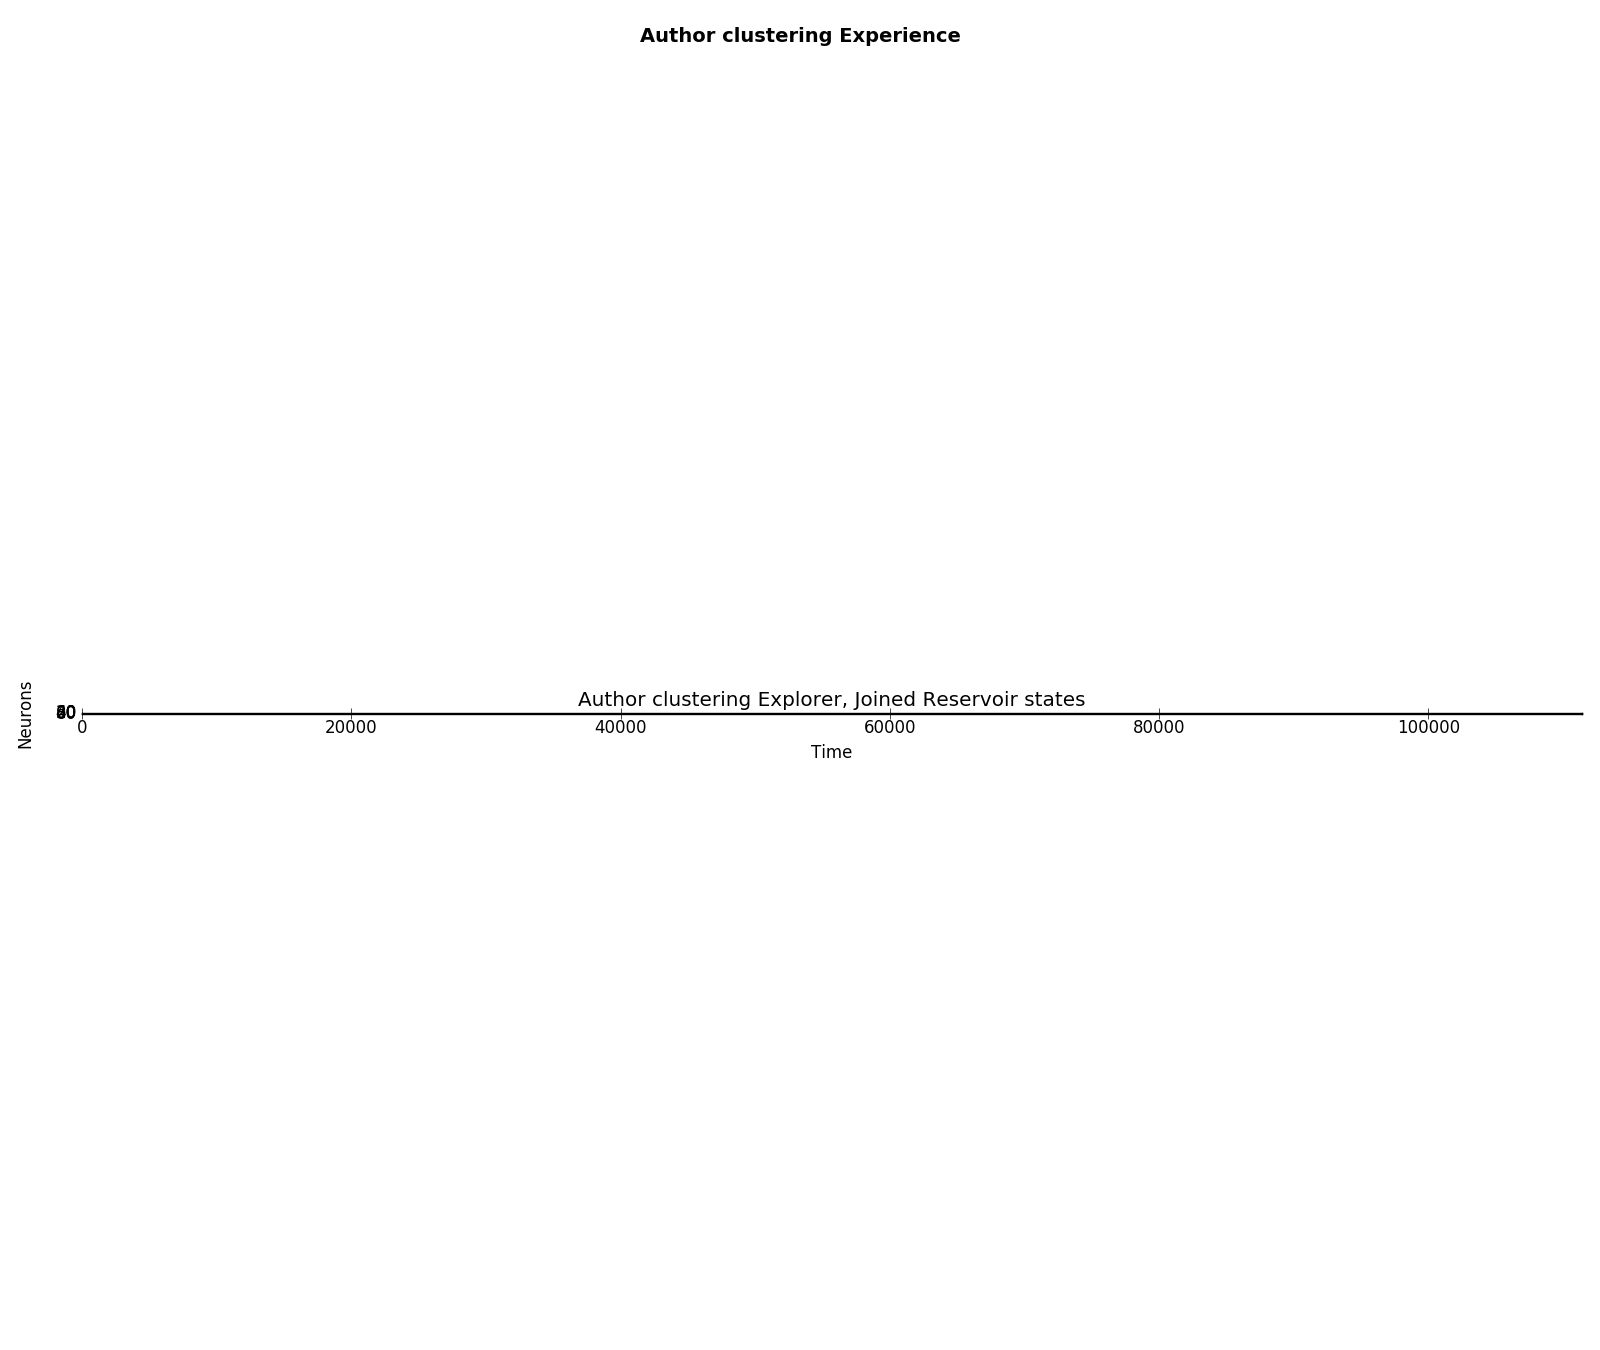 Author clustering Experience
Author clustering Explorer, Joined Reservoir states
Neurons
0 20000 40000 60000 80000 100000
Time